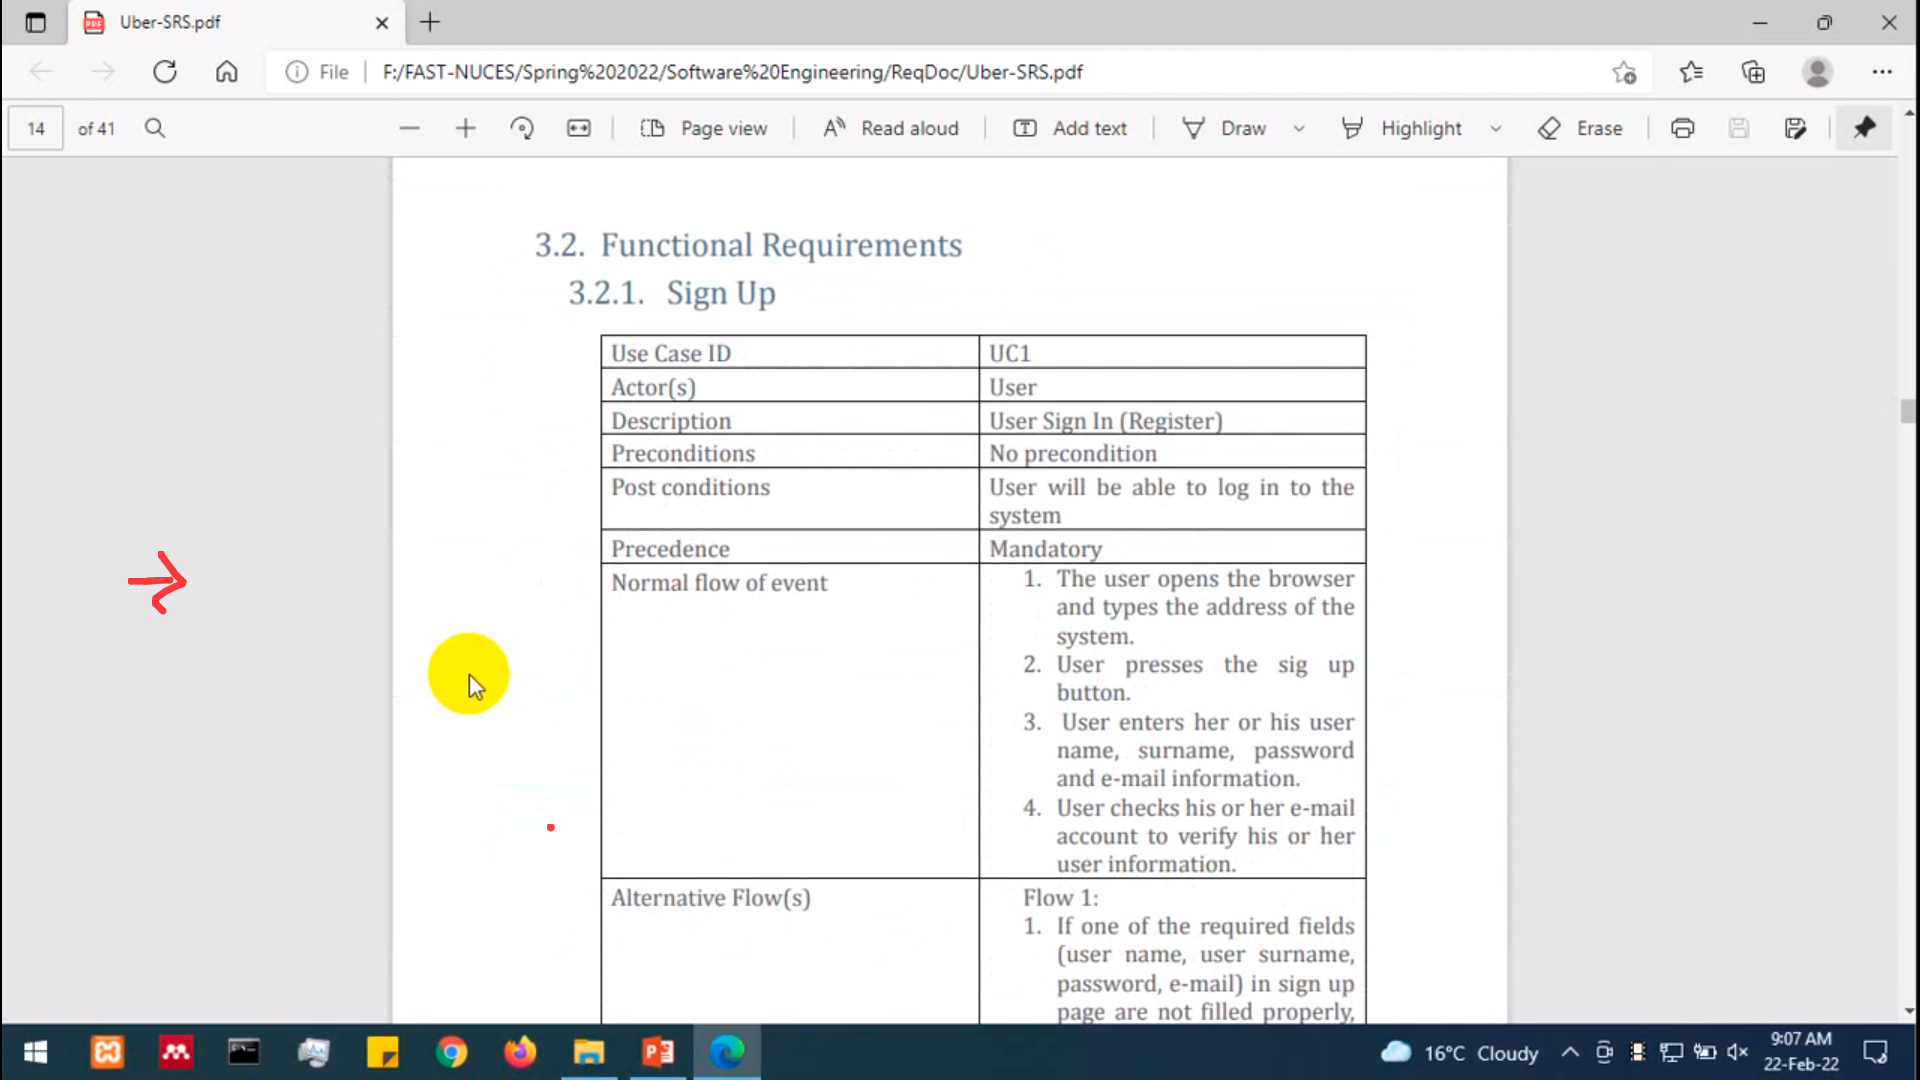 Uber-SRS.pdf
File F:/FAST-NUCES/Spring%202022/Software%20Engineering/ReqDoc/Uber-SRS.pdf
14 of 41 Page view Read aloud Add text Draw Highlight Erase
3.2. Functional Requirements
3.2.1. Sign Up
Use Case ID UC1
Actor(s) User
Description User Sign In (Register)
Preconditions No precondition
Post conditions User will be able to log in to the
system
Precedence Mandatory
Normal flow of event 1. The user opens the browser
and types the address of the
system.
2. User presses the sig up
button.
3. User enters her or his user
name, surname, password
and e-mail information.
4. User checks his or her e-mail
account to verify his or her
user information.
Alternative Flow(s) Flow 1:
1. If one of the required fields
(user name, user surname,
password, e-mail) in sign up
page are not filled properly,
16°C Cloudy 9:07 AM
22-Feb-22